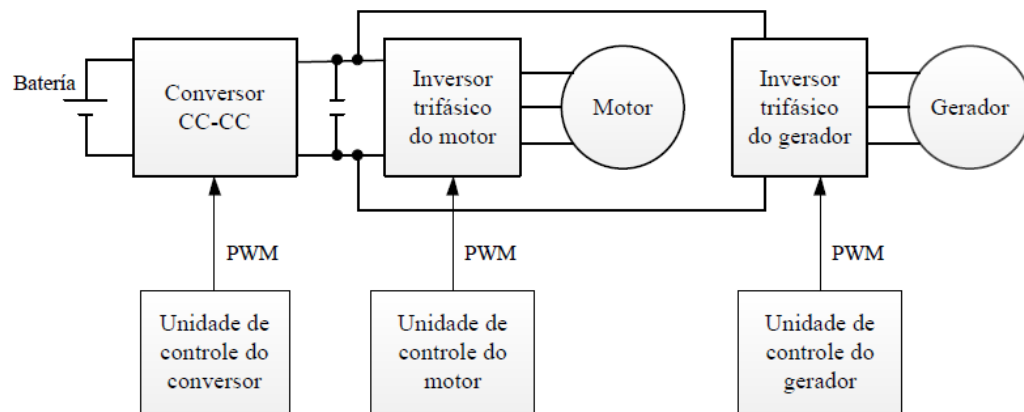 Batería
Conversor
CC-CC
Inversor
trifásico
do motor
Motor
Inversor
trifásico
do gerador
Gerador
PWM
PWM
PWM
Unidade de
controle do
conversor
Unidade de
controle do
motor
Unidade de
controle do
gerador